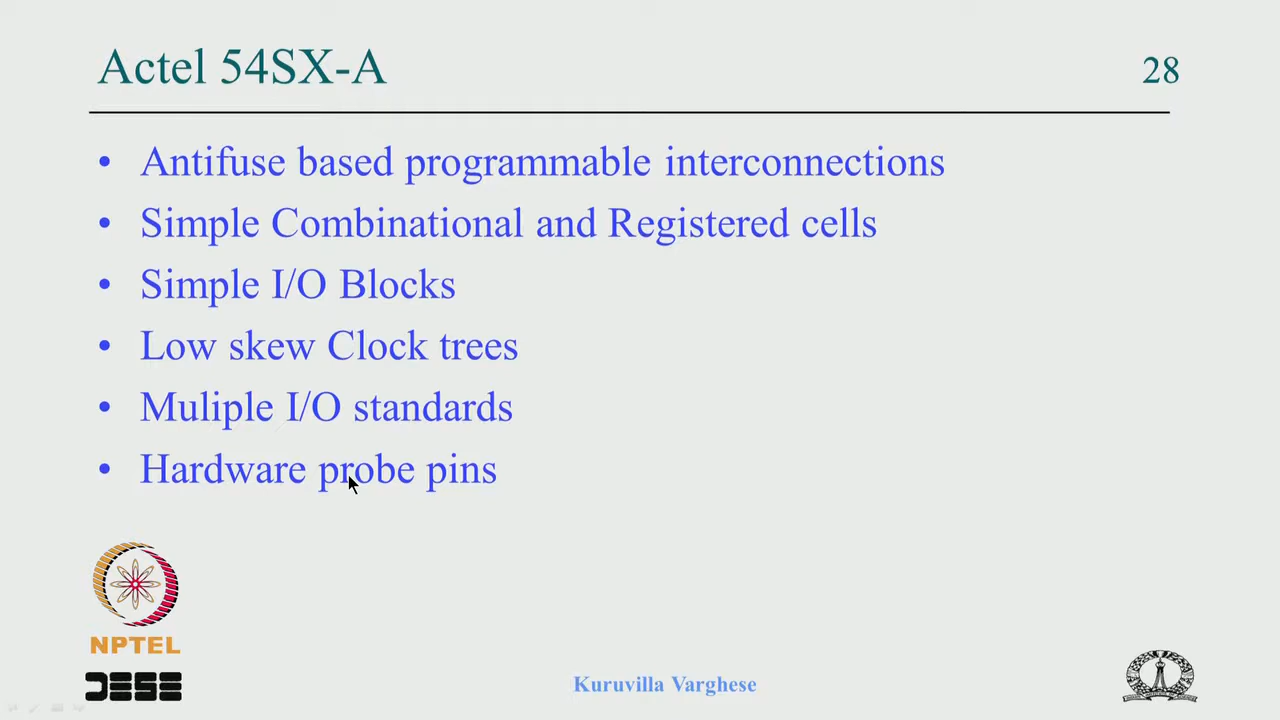 Actel 54SX-A
28
• Antifuse based programmable interconnections
• Simple Combinational and Registered cells
• Simple I/O Blocks
• Low skew Clock trees
• Muliple I/O standards
• Hardware probe pins
NPTEL
DESE
Kuruvilla Varghese